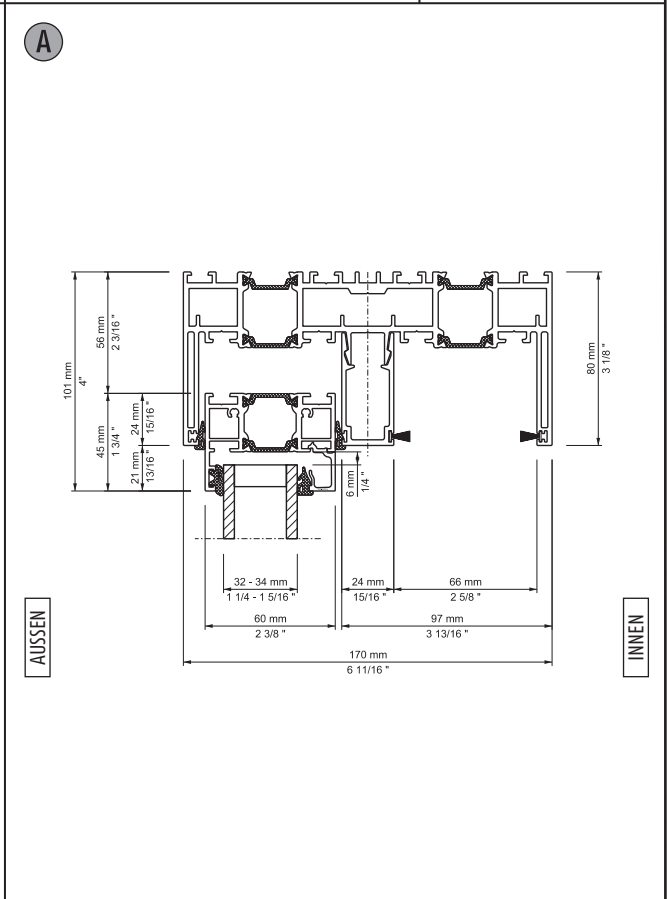 A
101 mm
4"
56 mm
2 3/16 "
45 mm
1 3/4 "
24 mm
15/16 "
21 mm
13/16 "
80 mm
3 1/8 "
6 mm
1/4 "
32 - 34 mm
1 1/4 - 1 5/16 "
24 mm
15/16 "
66 mm
2 5/8 "
60 mm
2 3/8 "
97 mm
3 13/16 "
170 mm
6 11/16 "
AUSSEN
INNEN